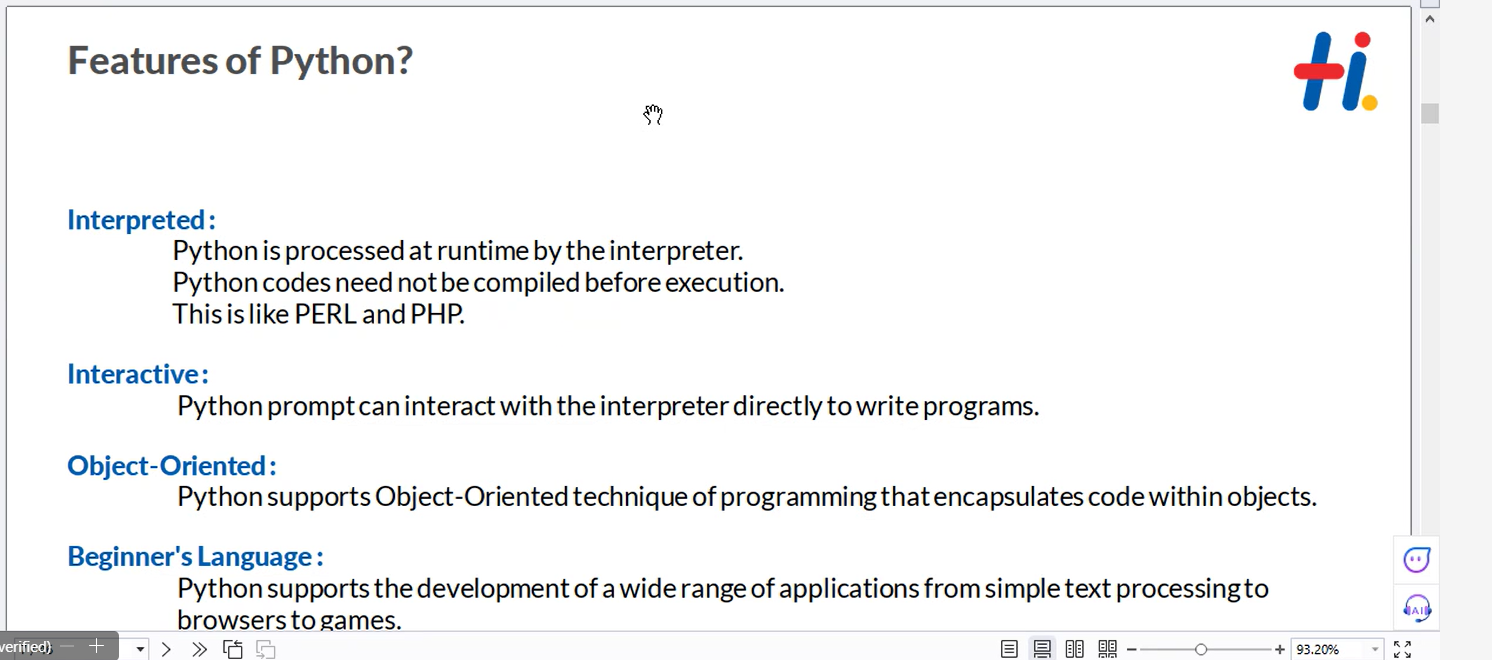 Features of Python?
Hi.
Interpreted:
Python is processed at runtime by the interpreter.
Python codes need not be compiled before execution.
This is like PERL and PHP.
Interactive:
Python prompt can interact with the interpreter directly to write programs.
Object-Oriented:
Python supports Object-Oriented technique of programming that encapsulates code within objects.
Beginner's Language:
Python supports the development of a wide range of applications from simple text processing to
browsers to games.
AI
verified)
93.20%